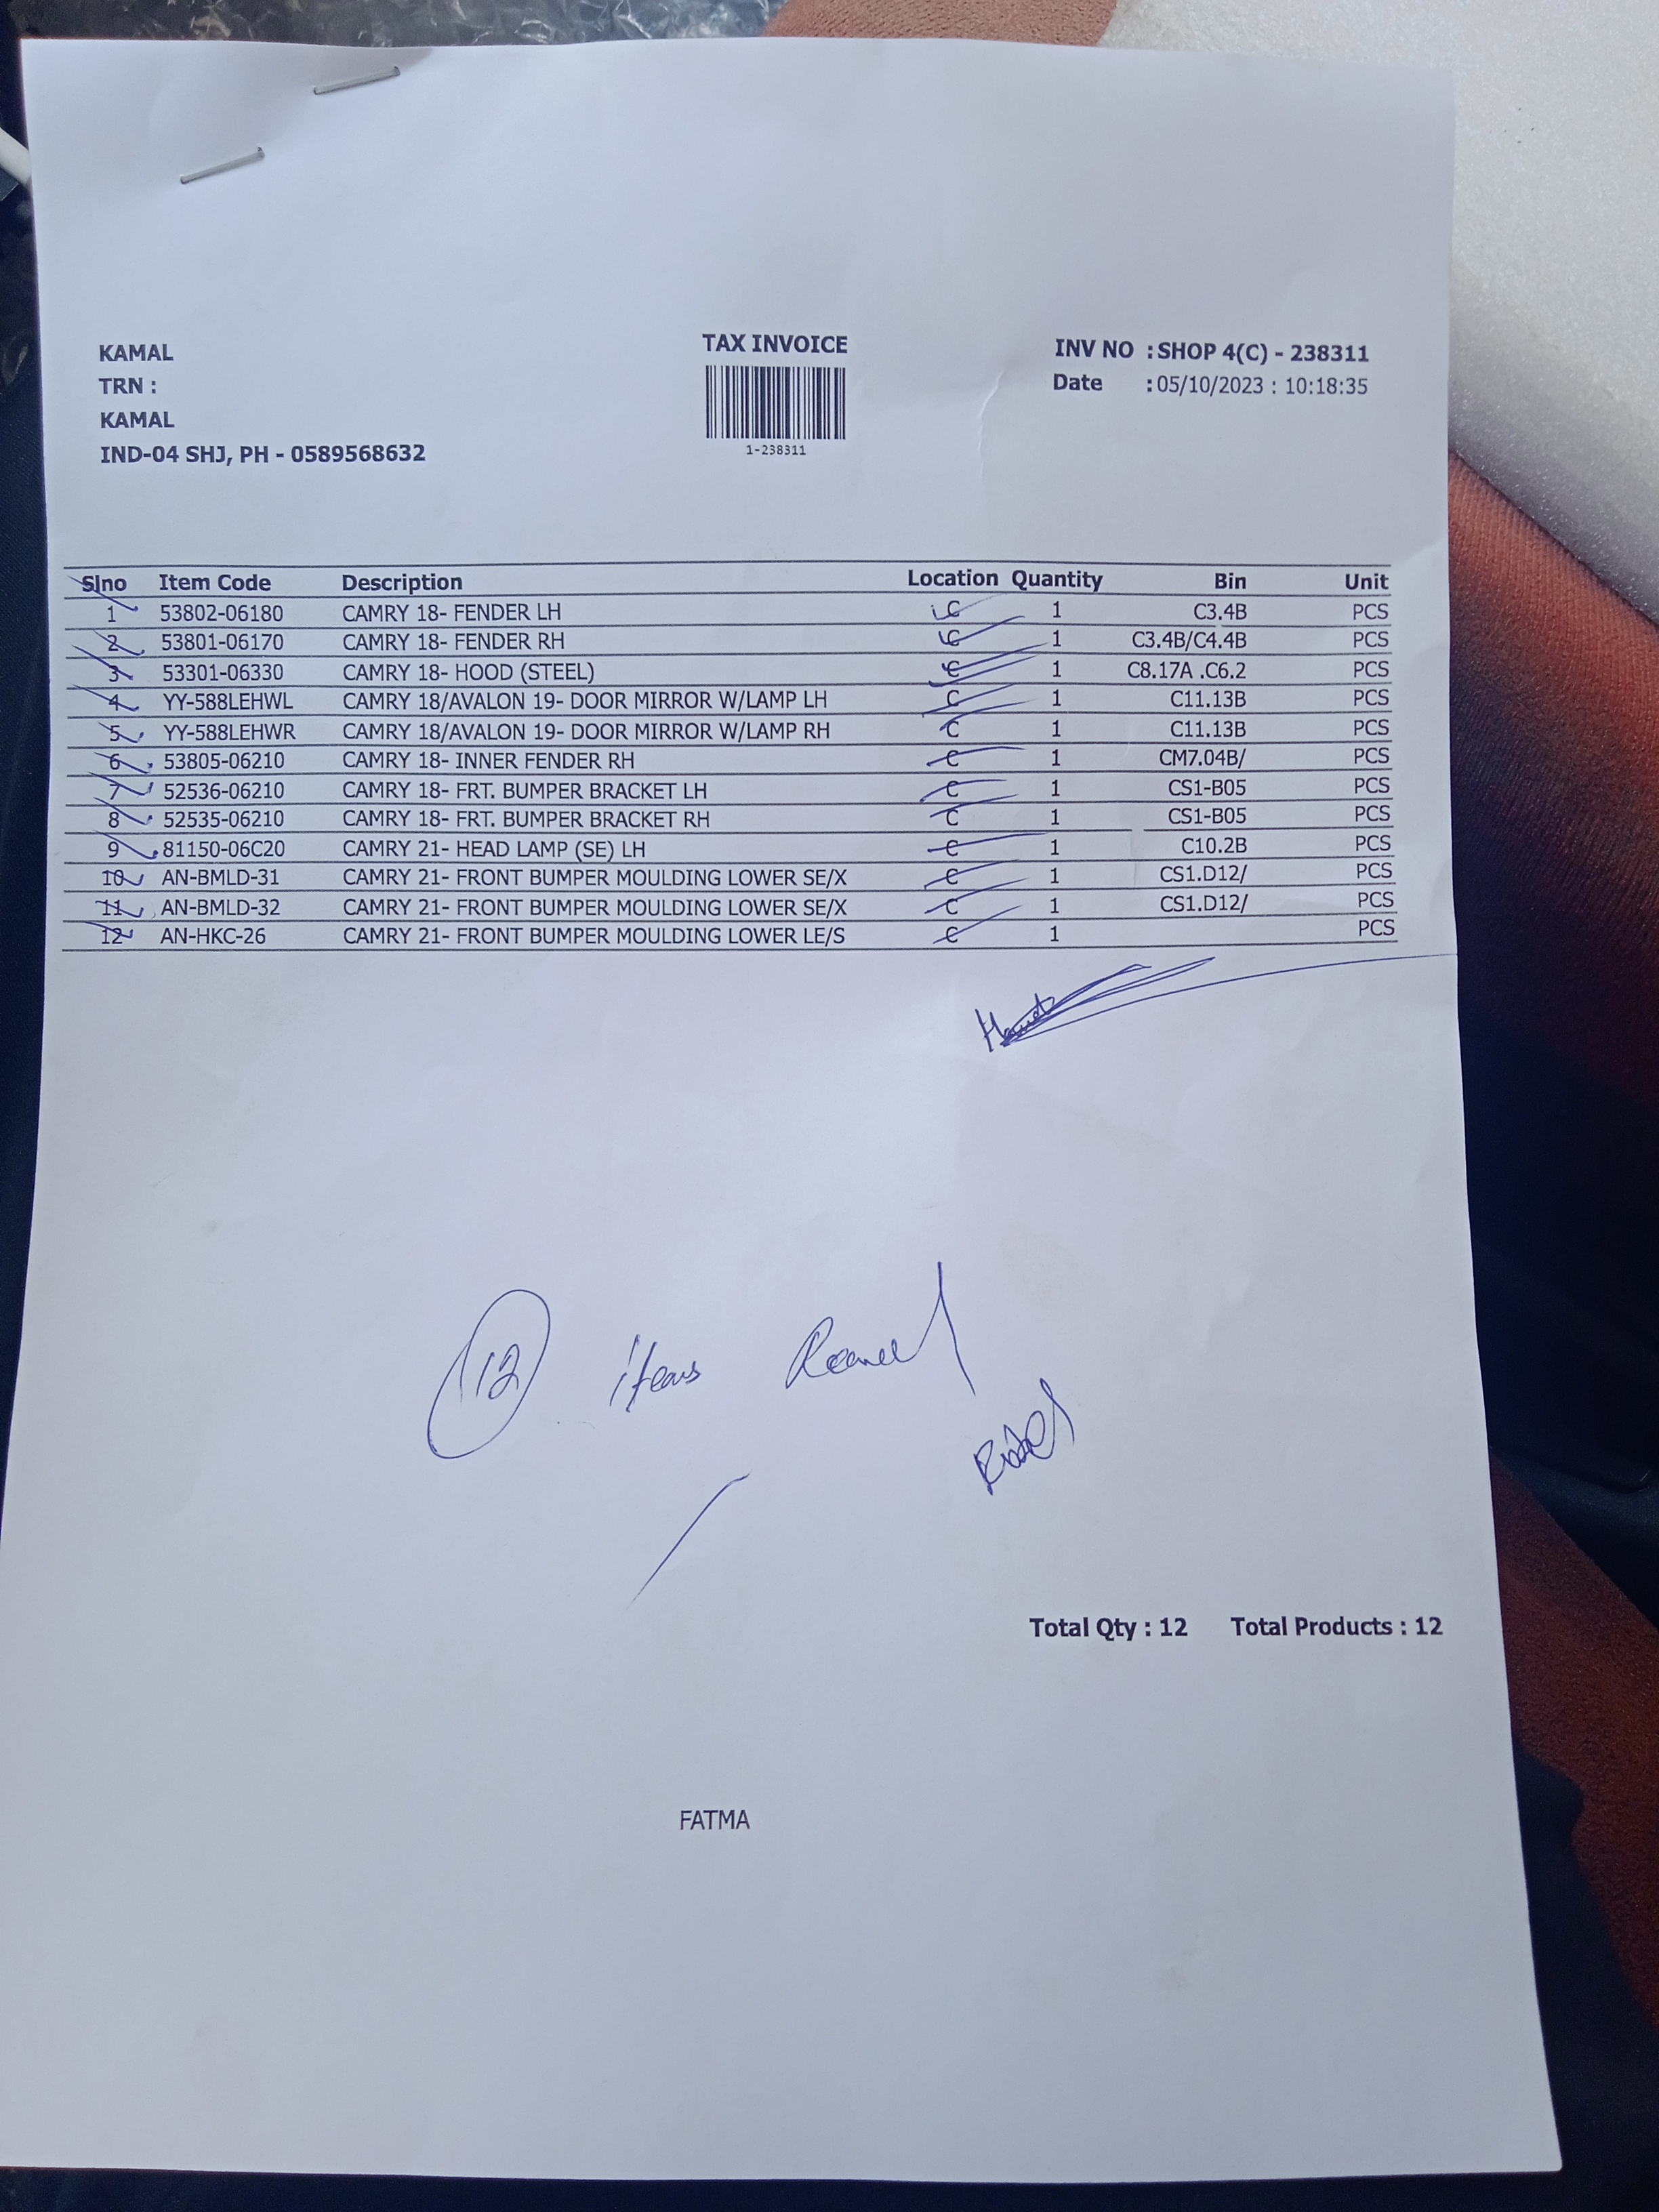 KAMAL
TRN :
KAMAL
IND-04 SHJ, PH - 0589568632
TAX INVOICE
1-238311
INV NO : SHOP 4(C) - 238311
Date : 05/10/2023 : 10:18:35
Slno Item Code Description Location Quantity Bin Unit
1 53802-06180 CAMRY 18- FENDER LH C 1 C3.4B PCS
2 53801-06170 CAMRY 18- FENDER RH C 1 C3.4B/C4.4B PCS
3 53301-06330 CAMRY 18- HOOD (STEEL) C 1 C8.17A .C6.2 PCS
4 YY-588LEHWL CAMRY 18/AVALON 19- DOOR MIRROR W/LAMP LH C 1 C11.13B PCS
5 YY-588LEHWR CAMRY 18/AVALON 19- DOOR MIRROR W/LAMP RH C 1 C11.13B PCS
6 53805-06210 CAMRY 18- INNER FENDER RH C 1 CM7.04B/ PCS
7 52536-06210 CAMRY 18- FRT. BUMPER BRACKET LH C 1 CS1-B05 PCS
8 52535-06210 CAMRY 18- FRT. BUMPER BRACKET RH C 1 CS1-B05 PCS
9 81150-06C20 CAMRY 21- HEAD LAMP (SE) LH C 1 C10.2B PCS
10 AN-BMLD-31 CAMRY 21- FRONT BUMPER MOULDING LOWER SE/X C 1 CS1.D12/ PCS
11 AN-BMLD-32 CAMRY 21- FRONT BUMPER MOULDING LOWER SE/X C 1 CS1.D12/ PCS
12 AN-HKC-26 CAMRY 21- FRONT BUMPER MOULDING LOWER LE/S C 1 PCS
12 items
Total Qty : 12 Total Products : 12
FATMA